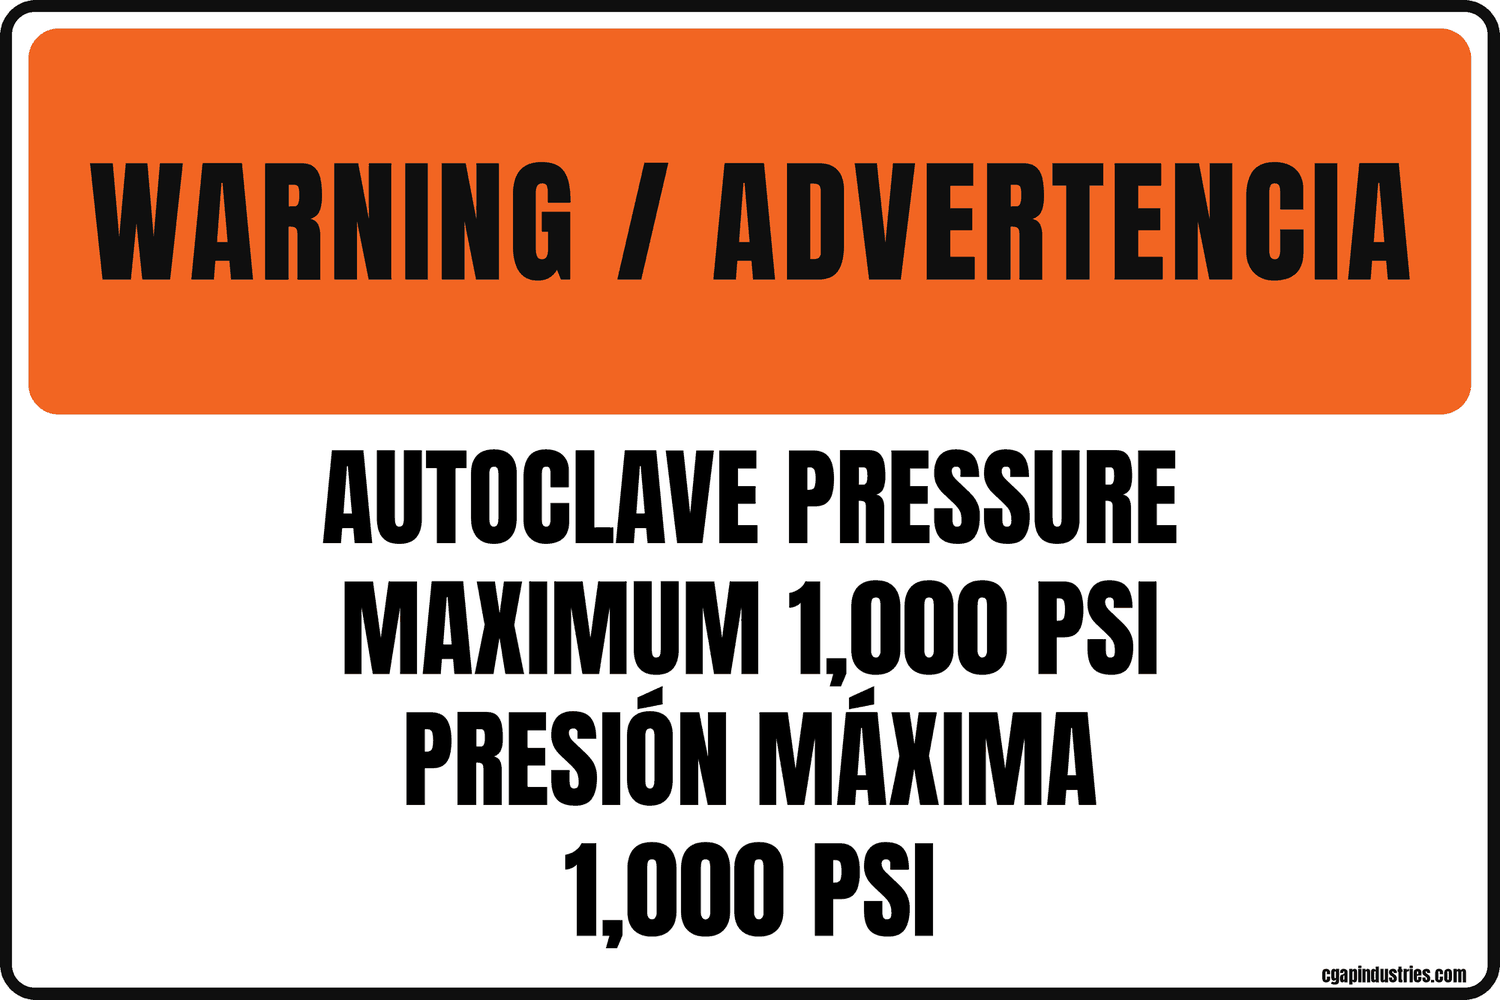 WARNING / ADVERTENCIA
AUTOCLAVE PRESSURE
MAXIMUM 1,000 PSI
PRESIÓN MÁXIMA
1,000 PSI
cgapindustries.com